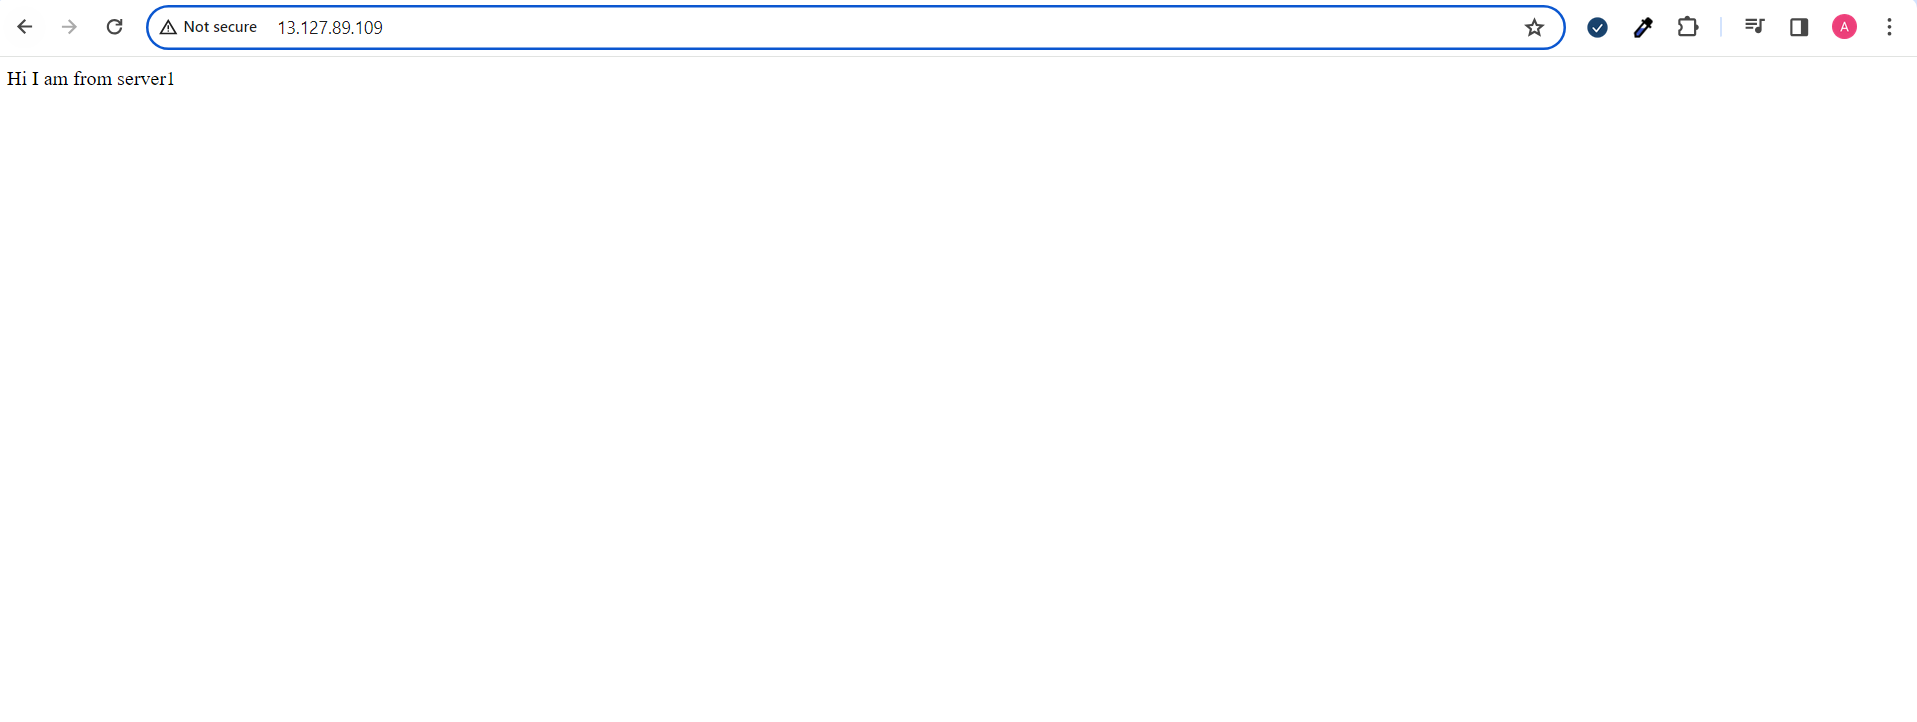 Not secure 13.127.89.109
A
Hi I am from server1